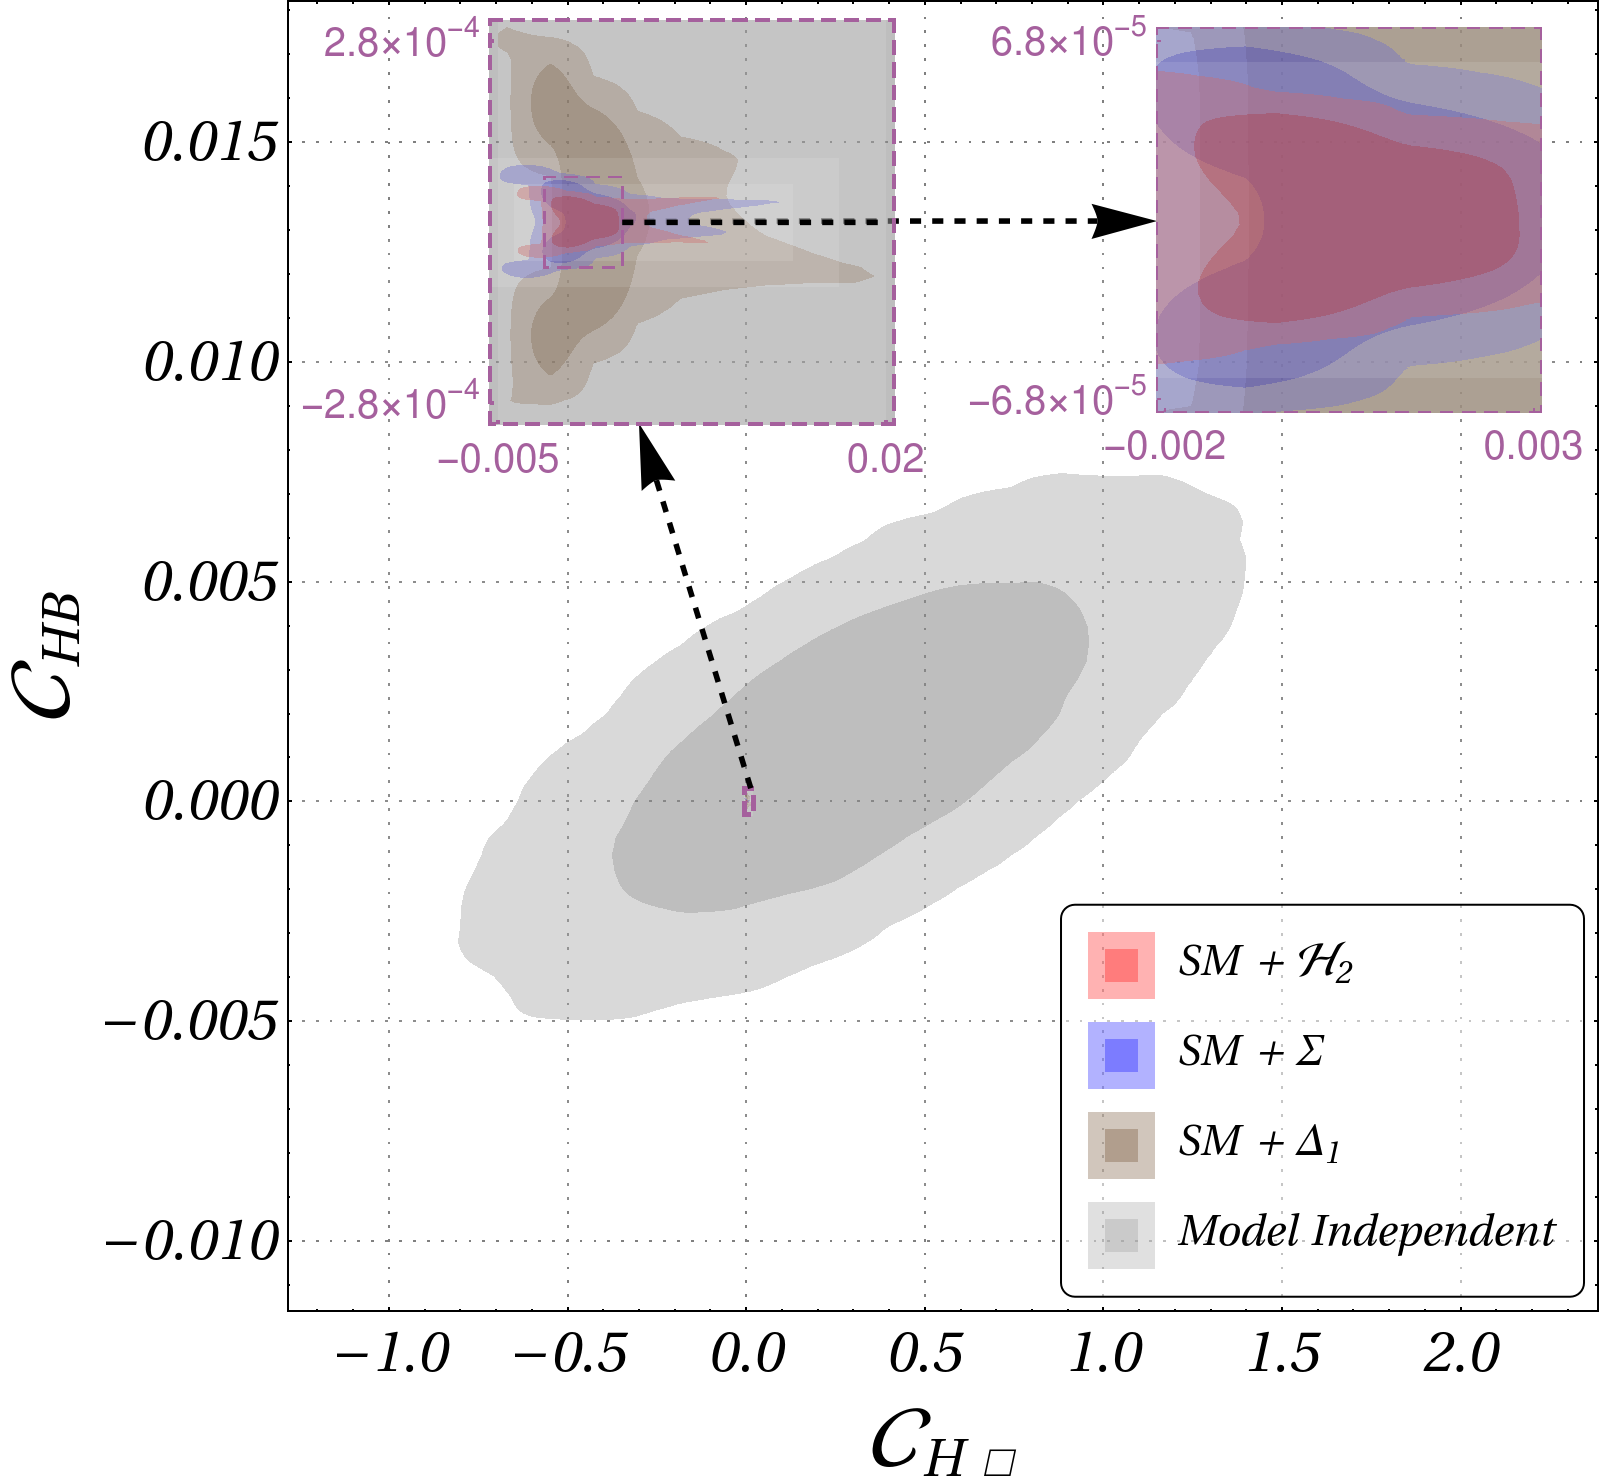 2.8×10⁻⁴
−2.8×10⁻⁴
−0.005 0.02
6.8×10⁻⁵
−6.8×10⁻⁵
−0.002 0.003
0.015
0.010
0.005
0.000
−0.005
−0.010
𝒞_HB
SM + ℋ₂
SM + Σ
SM + Δ₁
Model Independent
−1.0 −0.5 0.0 0.5 1.0 1.5 2.0
𝒞_H □